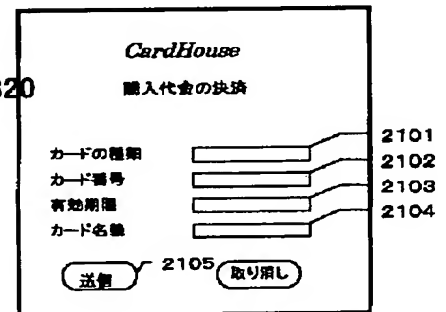 CardHouse
購入代金の決済
カードの種類
2101
カード番号
2102
有効期限
2103
カード名義
2104
送信
2105
取り消し